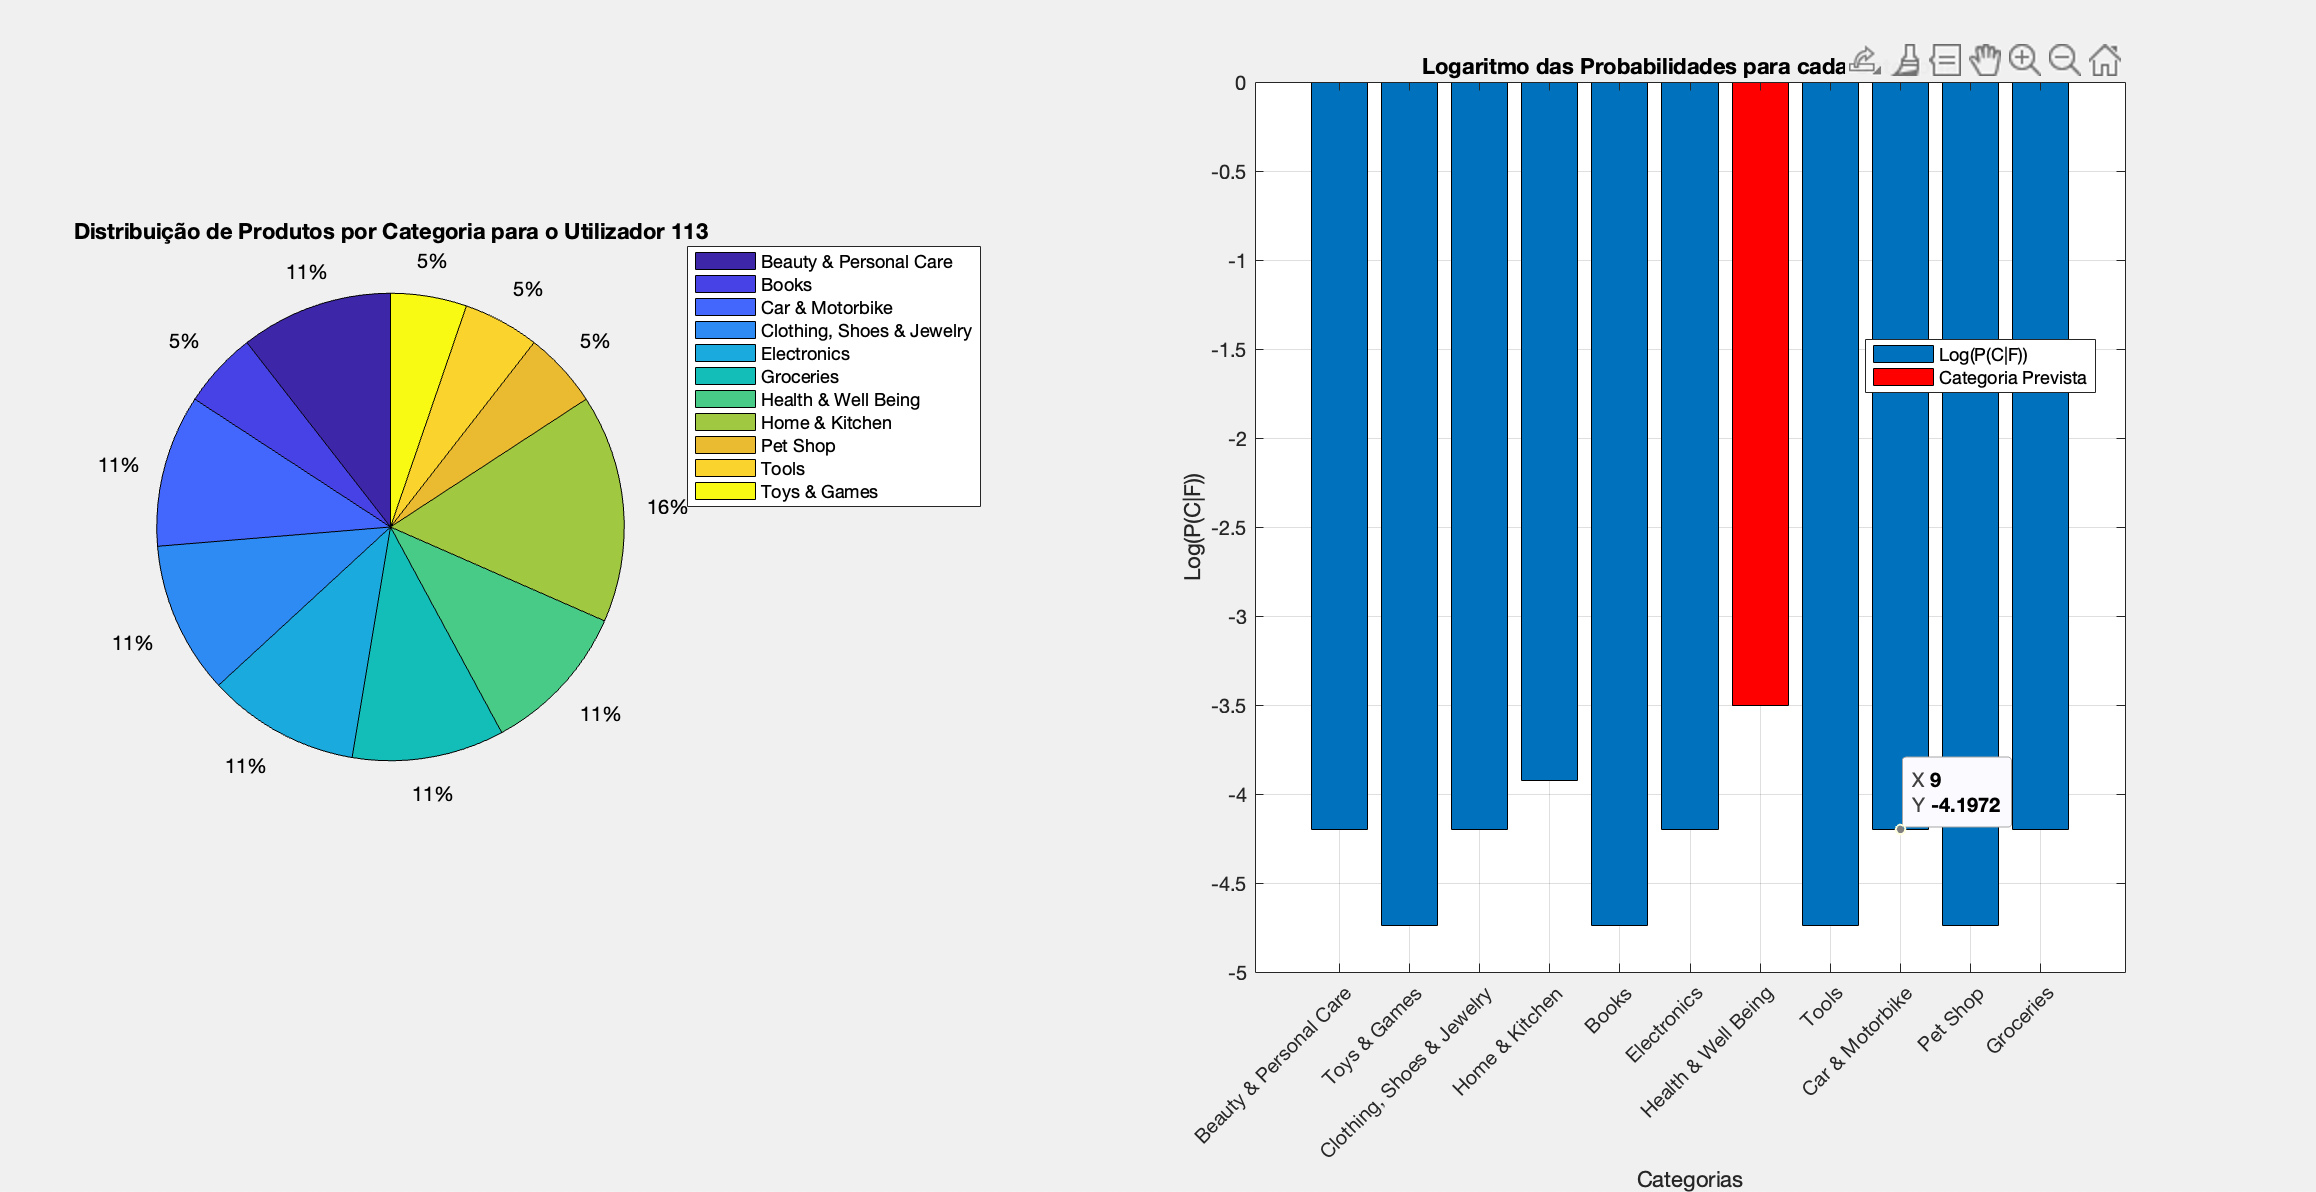 Distribuição de Produtos por Categoria para o Utilizador 113
11%
5%
5%
5%
5%
11%
16%
11%
11%
11%
11%
Beauty & Personal Care
Books
Car & Motorbike
Clothing, Shoes & Jewelry
Electronics
Groceries
Health & Well Being
Home & Kitchen
Pet Shop
Tools
Toys & Games
Logaritmo das Probabilidades para cada
0
-0.5
-1
-1.5
-2
-2.5
-3
-3.5
-4
-4.5
-5
Log(P(C|F))
Log(P(C|F))
Categoria Prevista
X 9
Y -4.1972
Beauty & Personal Care
Toys & Games
Clothing, Shoes & Jewelry
Home & Kitchen
Books
Electronics
Health & Well Being
Tools
Car & Motorbike
Pet Shop
Groceries
Categorias